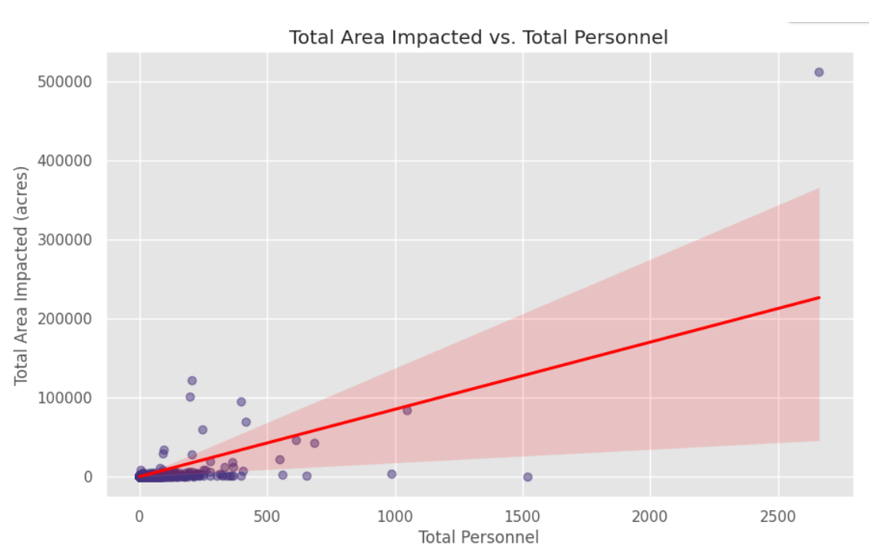 Total Area Impacted vs. Total Personnel
500000
400000
300000
200000
100000
0
Total Area Impacted (acres)
0 500 1000 1500 2000 2500
Total Personnel